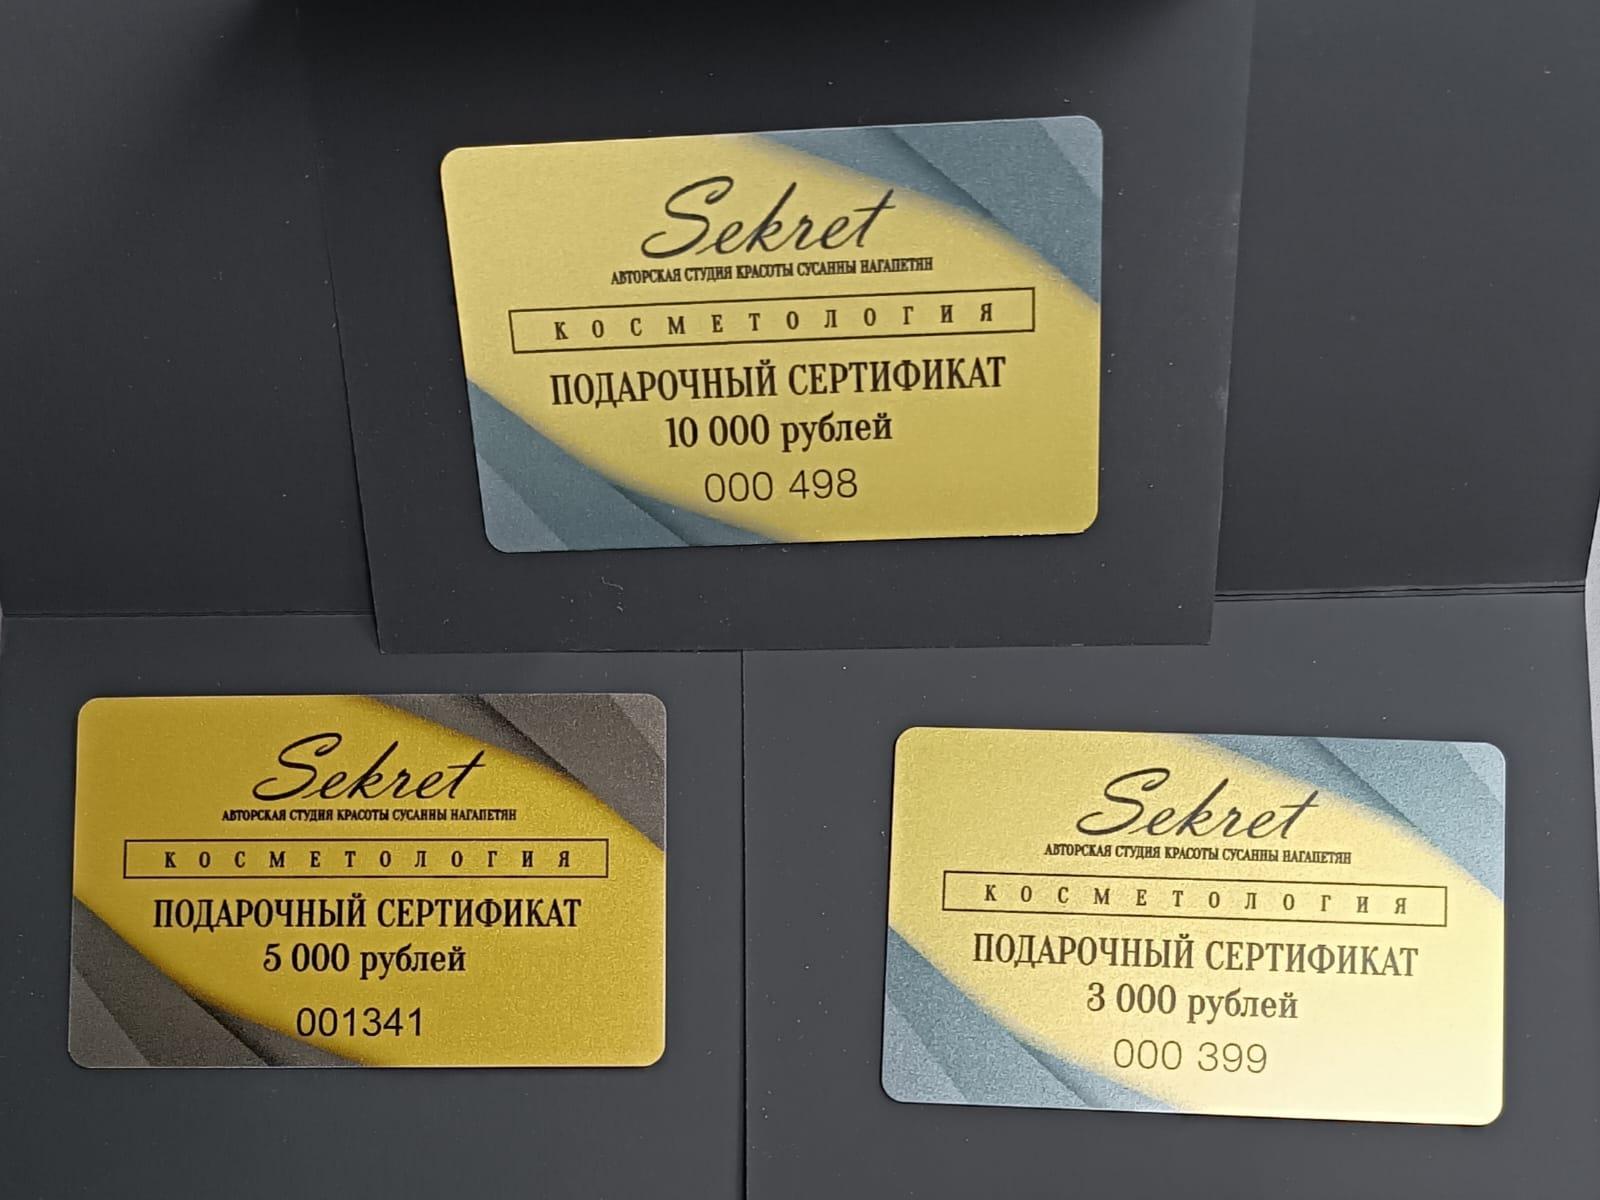 Sekret
АВТОРСКАЯ СТУДИЯ КРАСОТЫ СУСАННЫ НАГАПЕТЯН
КОСМЕТОЛОГИЯ
ПОДАРОЧНЫЙ СЕРТИФИКАТ
10 000 рублей
000 498
Sekret
АВТОРСКАЯ СТУДИЯ КРАСОТЫ СУСАННЫ НАГАПЕТЯН
КОСМЕТОЛОГИЯ
ПОДАРОЧНЫЙ СЕРТИФИКАТ
5 000 рублей
001341
Sekret
АВТОРСКАЯ СТУДИЯ КРАСОТЫ СУСАННЫ НАГАПЕТЯН
КОСМЕТОЛОГИЯ
ПОДАРОЧНЫЙ СЕРТИФИКАТ
3 000 рублей
000 399